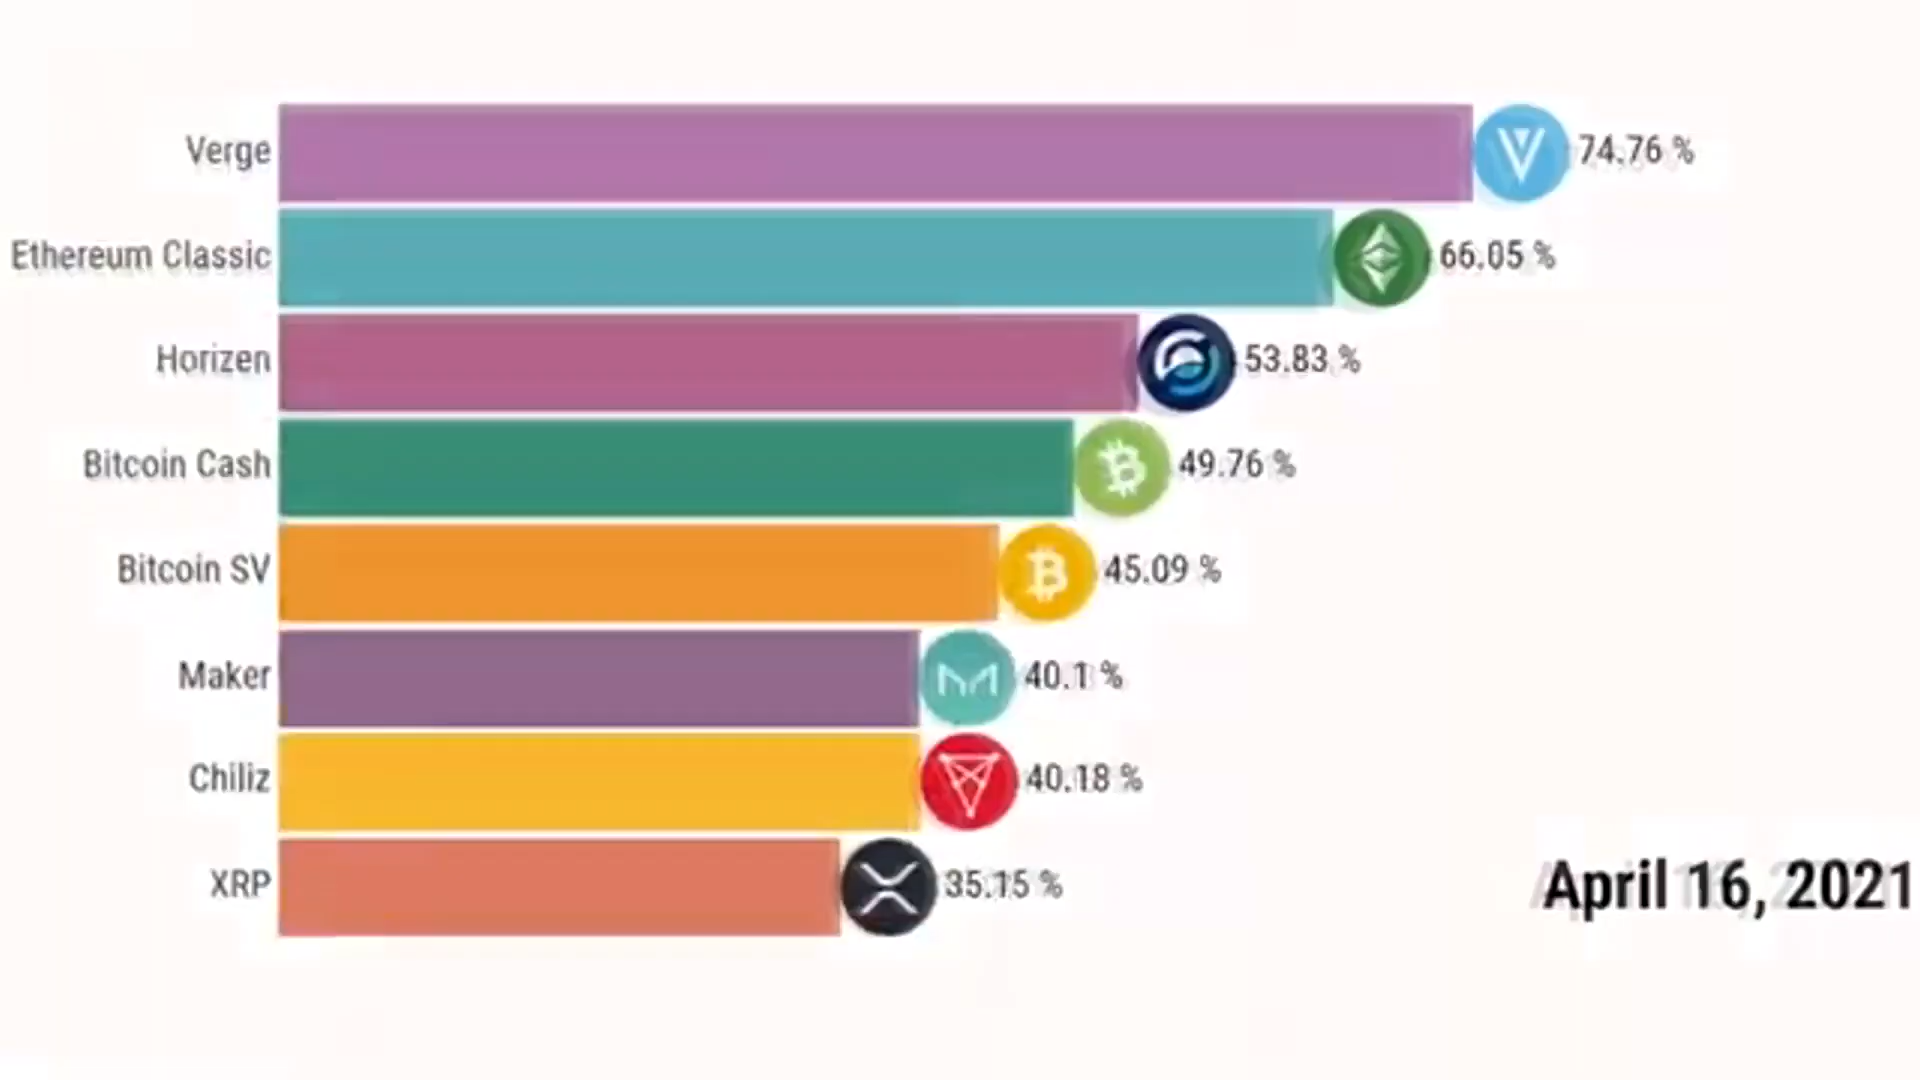 Verge 74.76 %
Ethereum Classic 66.05 %
Horizen 53.83 %
Bitcoin Cash 49.76 %
Bitcoin SV 45.09 %
Maker 40.1 %
Chiliz 40.18 %
XRP 35.15 %
April 16, 2021